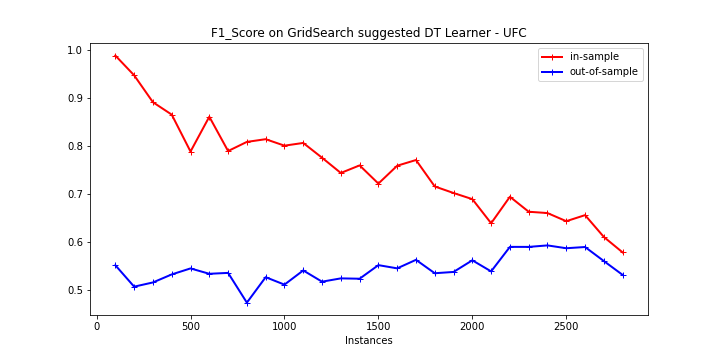 F1_Score on GridSearch suggested DT Learner - UFC
in-sample
out-of-sample
1.0
0.9
0.8
0.7
0.6
0.5
0 500 1000 1500 2000 2500
Instances